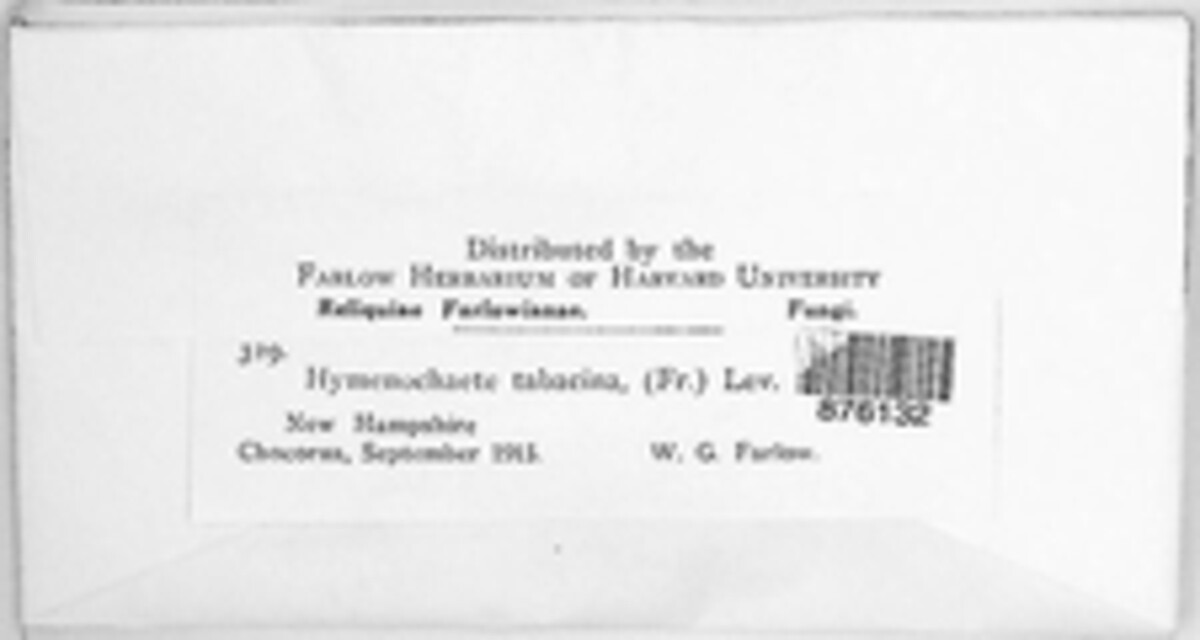 Distributed by the
FARLOW HERBARIUM OF HARVARD UNIVERSITY
Reliquiae Farlowianae. Fungi.
Hymenochaete tabacina, (Fr.) Lev.
876132
New Hampshire
Chocorua, September 1915. W. G. Farlow.